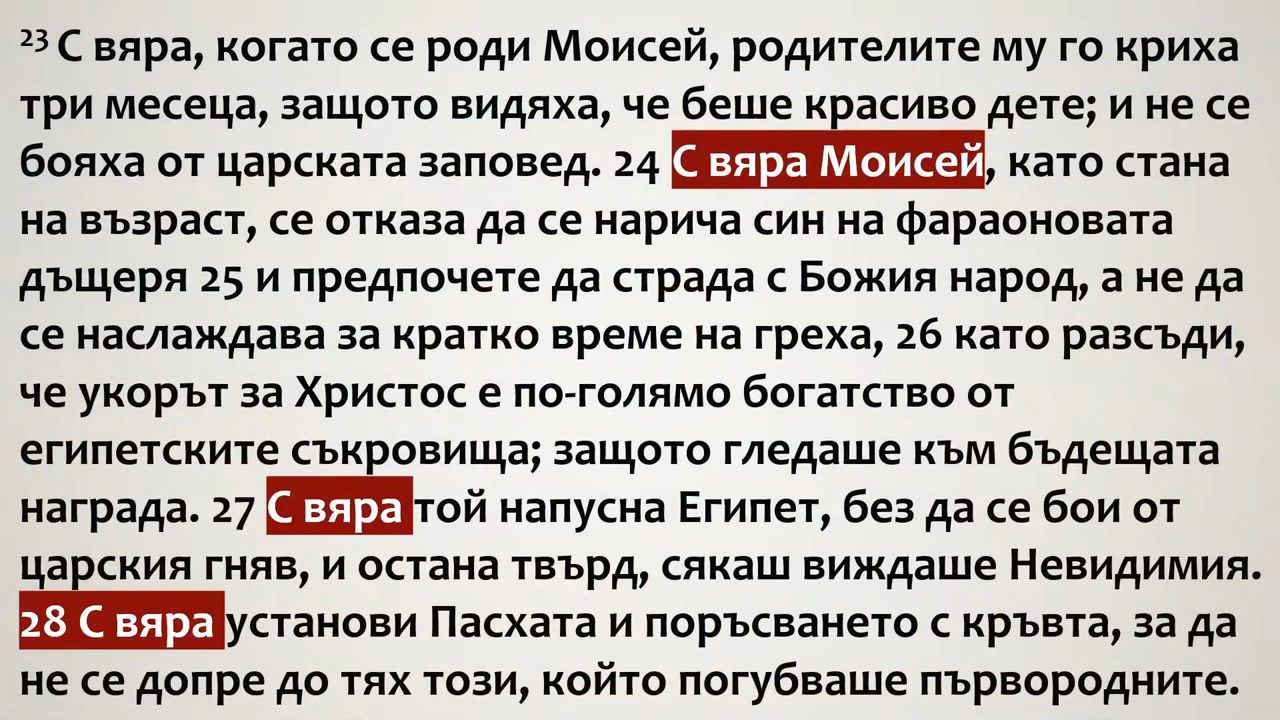 23 С вяра, когато се роди Моисей, родителите му го криха
три месеца, защото видяха, че беше красиво дете; и не се
бояха от царската заповед. 24 С вяра Моисей, като стана
на възраст, се отказа да се нарича син на фараоновата
дъщеря 25 и предпочете да страда с Божия народ, а не да
се наслаждава за кратко време на греха, 26 като разсъди,
че укорът за Христос е по-голямо богатство от
египетските съкровища; защото гледаше към бъдещата
награда. 27 С вяра той напусна Египет, без да се бои от
царския гняв, и остана твърд, сякаш виждаше Невидимия.
28 С вяра установи Пасхата и поръсването с кръвта, за да
не се допре до тях този, който погубваше първородните.